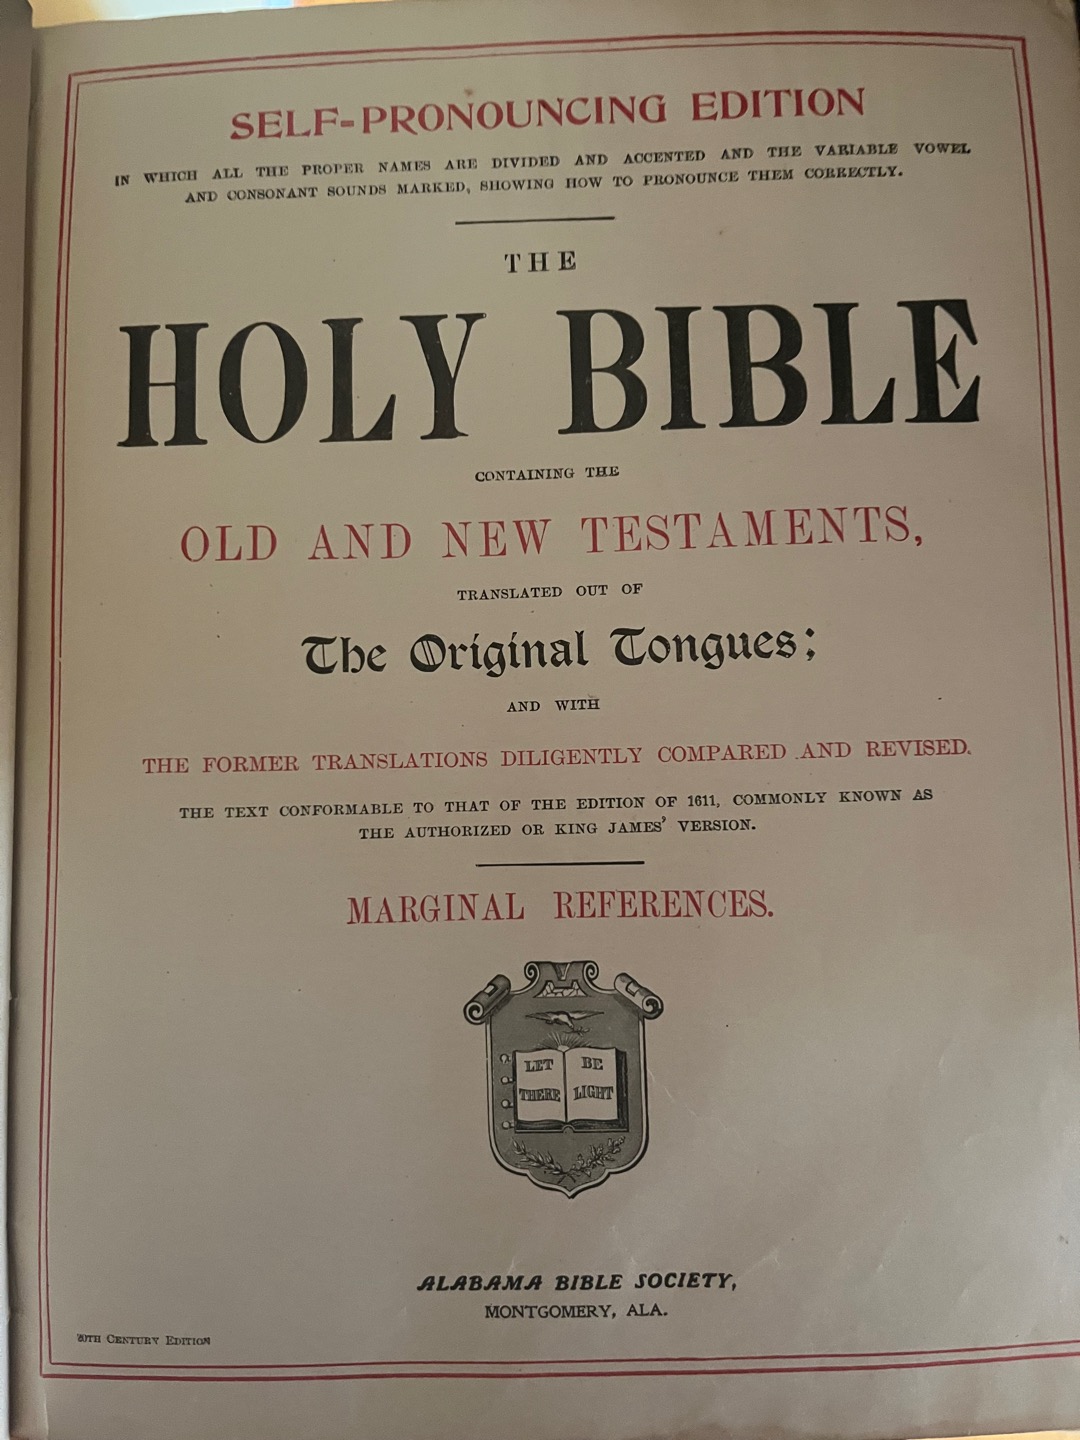 SELF-PRONOUNCING EDITION
IN WHICH ALL THE PROPER NAMES ARE DIVIDED AND ACCENTED AND THE VARIABLE VOWEL
AND CONSONANT SOUNDS MARKED, SHOWING HOW TO PRONOUNCE THEM CORRECTLY.
THE
HOLY BIBLE
CONTAINING THE
OLD AND NEW TESTAMENTS,
TRANSLATED OUT OF
The Original Tongues;
AND WITH
THE FORMER TRANSLATIONS DILIGENTLY COMPARED AND REVISED.
THE TEXT CONFORMABLE TO THAT OF THE EDITION OF 1611, COMMONLY KNOWN AS
THE AUTHORIZED OR KING JAMES' VERSION.
MARGINAL REFERENCES.
LET BE
THERE LIGHT
ALABAMA BIBLE SOCIETY,
MONTGOMERY, ALA.
20TH CENTURY EDITION